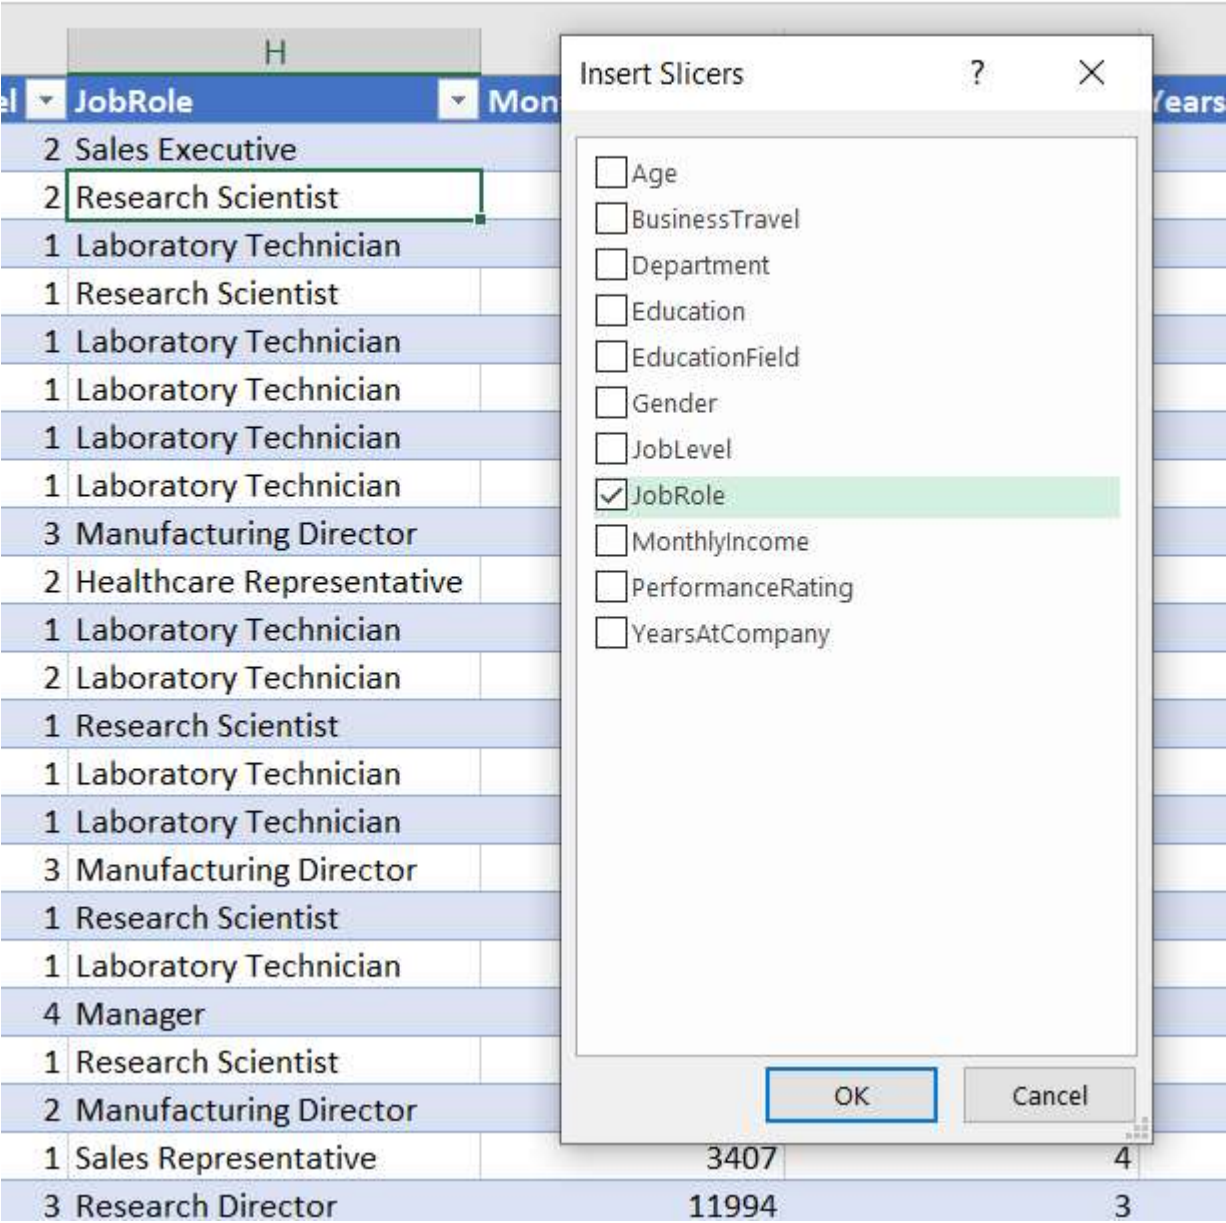 H
el JobRole Mon
2 Sales Executive
2 Research Scientist
1 Laboratory Technician
1 Research Scientist
1 Laboratory Technician
1 Laboratory Technician
1 Laboratory Technician
1 Laboratory Technician
3 Manufacturing Director
2 Healthcare Representative
1 Laboratory Technician
2 Laboratory Technician
1 Research Scientist
1 Laboratory Technician
1 Laboratory Technician
3 Manufacturing Director
1 Research Scientist
1 Laboratory Technician
4 Manager
1 Research Scientist
2 Manufacturing Director
1 Sales Representative 3407 4
3 Research Director 11994 3
Insert Slicers ?
Age
BusinessTravel
Department
Education
EducationField
Gender
JobLevel
JobRole
MonthlyIncome
PerformanceRating
YearsAtCompany
OK Cancel
Years